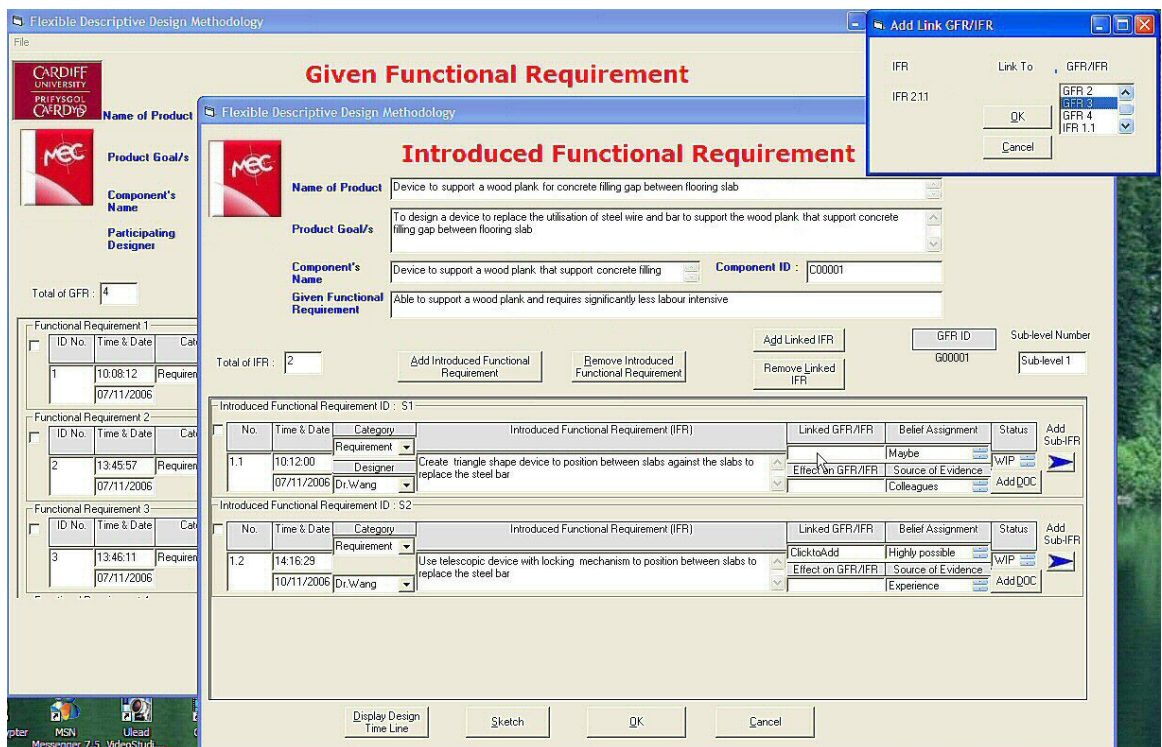 Flexible Descriptive Design Methodology
File
CARDIFF
UNIVERSITY
PRIFYSGOL
CAERDYDD
Given Functional Requirement
MEC
Name of Product
Product Goal/s
Component's
Name
Participating
Designer
Total of GFR : 4
Functional Requirement 1
ID No. Time & Date Cat
1 10:08:12 Requiren
07/11/2006
Functional Requirement 2
ID No. Time & Date Cat
2 13:45:57 Requiren
07/11/2006
Functional Requirement 3
ID No. Time & Date Cat
3 13:46:11 Requiren
07/11/2006
Flexible Descriptive Design Methodology
MEC
Introduced Functional Requirement
Name of Product Device to support a wood plank for concrete filling gap between flooring slab
Product Goal/s To design a device to replace the utilisation of steel wire and bar to support the wood plank that support concrete
filling gap between flooring slab
Component's
Name Device to support a wood plank that support concrete filling Component ID : C00001
Given Functional
Requirement Able to support a wood plank and requires significantly less labour intensive
Total of IFR : 2
Add Introduced Functional
Requirement
Remove Introduced
Functional Requirement
Add Linked IFR
Remove Linked
IFR
GFR ID
G00001
Sub-level Number
Sub-level 1
Introduced Functional Requirement ID : S1
No. Time & Date Category Introduced Functional Requirement (IFR) Linked GFR/IFR Belief Assignment Status Add
Sub-IFR
Requirement Maybe
1.1 10:12:00 Designer Create triangle shape device to position between slabs against the slabs to Effect on GFR/IFR Source of Evidence WIP
07/11/2006 Dr.Wang replace the steel bar Colleagues Add DOC
Introduced Functional Requirement ID : S2
No. Time & Date Category Introduced Functional Requirement (IFR) Linked GFR/IFR Belief Assignment Status Add
Sub-IFR
Requirement ClicktoAdd Highly possible
1.2 14:16:29 Use telescopic device with locking mechanism to position between slabs to Effect on GFR/IFR Source of Evidence WIP
10/11/2006 Dr.Wang replace the steel bar Experience Add DOC
Display Design
Time Line
Sketch
OK
Cancel
Add Link GFR/IFR
IFR Link To GFR/IFR
IFR 2.1.1
GFR 2
GFR 3
GFR 4
IFR 1.1
OK
Cancel
MSN
Messenger 7.5
Ulead
VideoStudi